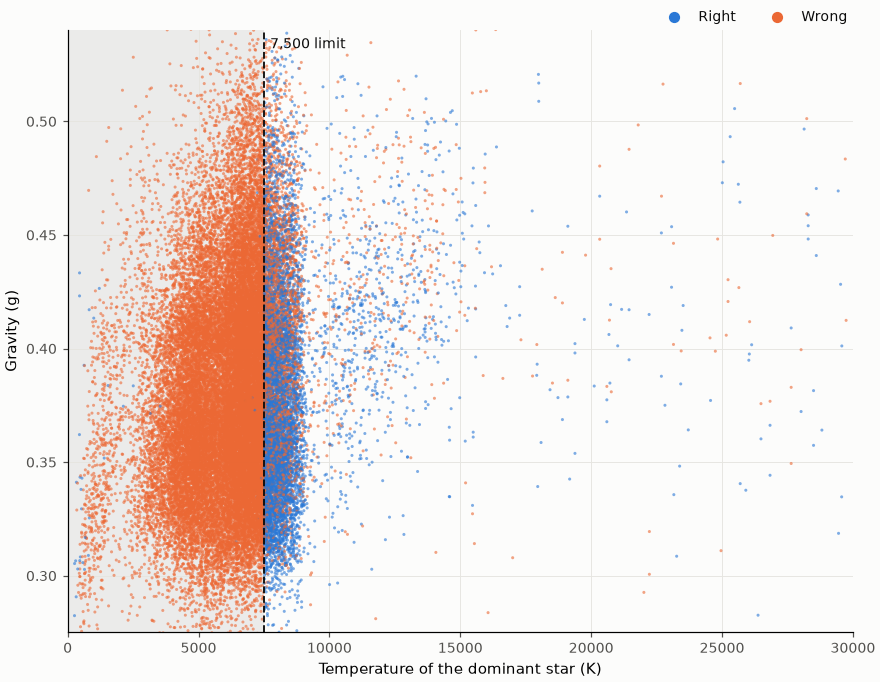 Right Wrong
7,500 limit
Gravity (g)
0.50
0.45
0.40
0.35
0.30
0 5000 10000 15000 20000 25000 30000
Temperature of the dominant star (K)